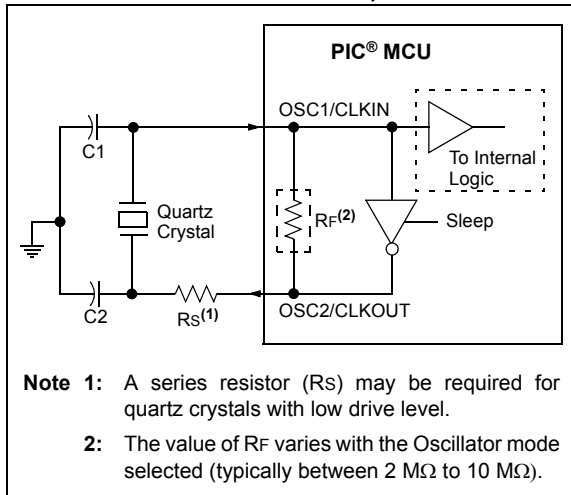 PIC® MCU
OSC1/CLKIN
C1
To Internal
Logic
Quartz
Crystal
RF(2)
Sleep
C2
RS(1)
OSC2/CLKOUT
Note 1: A series resistor (RS) may be required for
quartz crystals with low drive level.
2: The value of RF varies with the Oscillator mode
selected (typically between 2 MΩ to 10 MΩ).